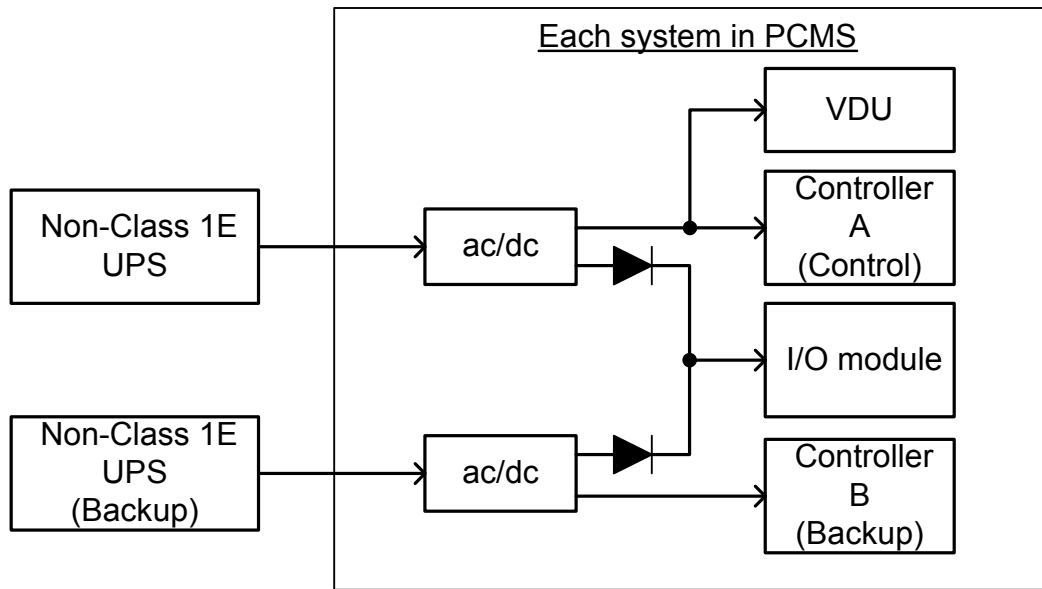 Each system in PCMS
VDU
Non-Class 1E
UPS
ac/dc
Controller
A
(Control)
I/O module
Non-Class 1E
UPS
(Backup)
ac/dc
Controller
B
(Backup)